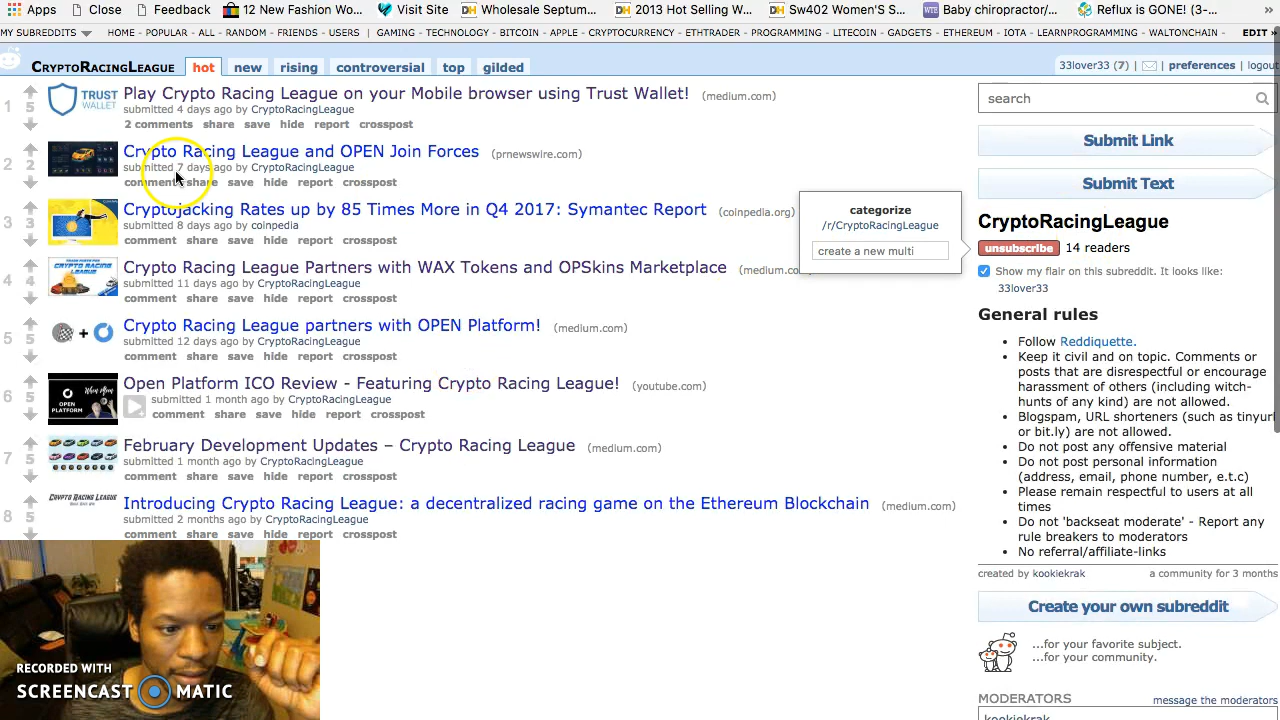 Apps
Close
Feedback
12 New Fashion Wo...
Visit Site
Wholesale Septum...
2013 Hot Selling W...
Sw402 Women'S S...
Baby chiropractor/...
Reflux is GONE! (3-...
»
MY SUBREDDITS
HOME - POPULAR - ALL - RANDOM - FRIENDS - USERS | GAMING - TECHNOLOGY - BITCOIN - APPLE - CRYPTOCURRENCY - ETHTRADER - PROGRAMMING - LITECOIN - GADGETS - ETHEREUM - IOTA - LEARNPROGRAMMING - WALTONCHAIN - EDIT »
CRYPTORACINGLEAGUE hot new rising controversial top gilded
33lover33 (7) | | preferences | logout
1
5
TRUST WALLET
Play Crypto Racing League on your Mobile browser using Trust Wallet! (medium.com)
submitted 4 days ago by CryptoRacingLeague
2 comments share save hide report crosspost
2
2
Crypto Racing League and OPEN Join Forces (prnewswire.com)
submitted 7 days ago by CryptoRacingLeague
comment share save hide report crosspost
3
5
Cryptojacking Rates up by 85 Times More in Q4 2017: Symantec Report (coinpedia.org)
submitted 8 days ago by coinpedia
comment share save hide report crosspost
4
4
CRYPTO RACING
Crypto Racing League Partners with WAX Tokens and OPSkins Marketplace (medium.co
submitted 11 days ago by CryptoRacingLeague
comment share save hide report crosspost
5
5
+
Crypto Racing League partners with OPEN Platform! (medium.com)
submitted 12 days ago by CryptoRacingLeague
comment share save hide report crosspost
6
5
OPEN PLATFORM
Open Platform ICO Review - Featuring Crypto Racing League! (youtube.com)
submitted 1 month ago by CryptoRacingLeague
comment share save hide report crosspost
7
5
February Development Updates – Crypto Racing League (medium.com)
submitted 1 month ago by CryptoRacingLeague
comment share save hide report crosspost
8
5
CRYPTO RACING LEAGUE
Introducing Crypto Racing League: a decentralized racing game on the Ethereum Blockchain (medium.com)
submitted 2 months ago by CryptoRacingLeague
comment share save hide report crosspost
categorize
/r/CryptoRacingLeague
create a new multi
search
Submit Link
Submit Text
CryptoRacingLeague
unsubscribe 14 readers
Show my flair on this subreddit. It looks like:
33lover33
General rules
• Follow Reddiquette.
• Keep it civil and on topic. Comments or
posts that are disrespectful or encourage
harassment of others (including witch-
hunts of any kind) are not allowed.
• Blogspam, URL shorteners (such as tinyurl
or bit.ly) are not allowed.
• Do not post any offensive material
• Do not post personal information
(address, email, phone number, e.t.c)
• Please remain respectful to users at all
times
• Do not 'backseat moderate' - Report any
rule breakers to moderators
• No referral/affiliate-links
created by kookiekrak a community for 3 months
Create your own subreddit
...for your favorite subject.
...for your community.
MODERATORS message the moderators
kookiekrak
RECORDED WITH
SCREENCAST MATIC